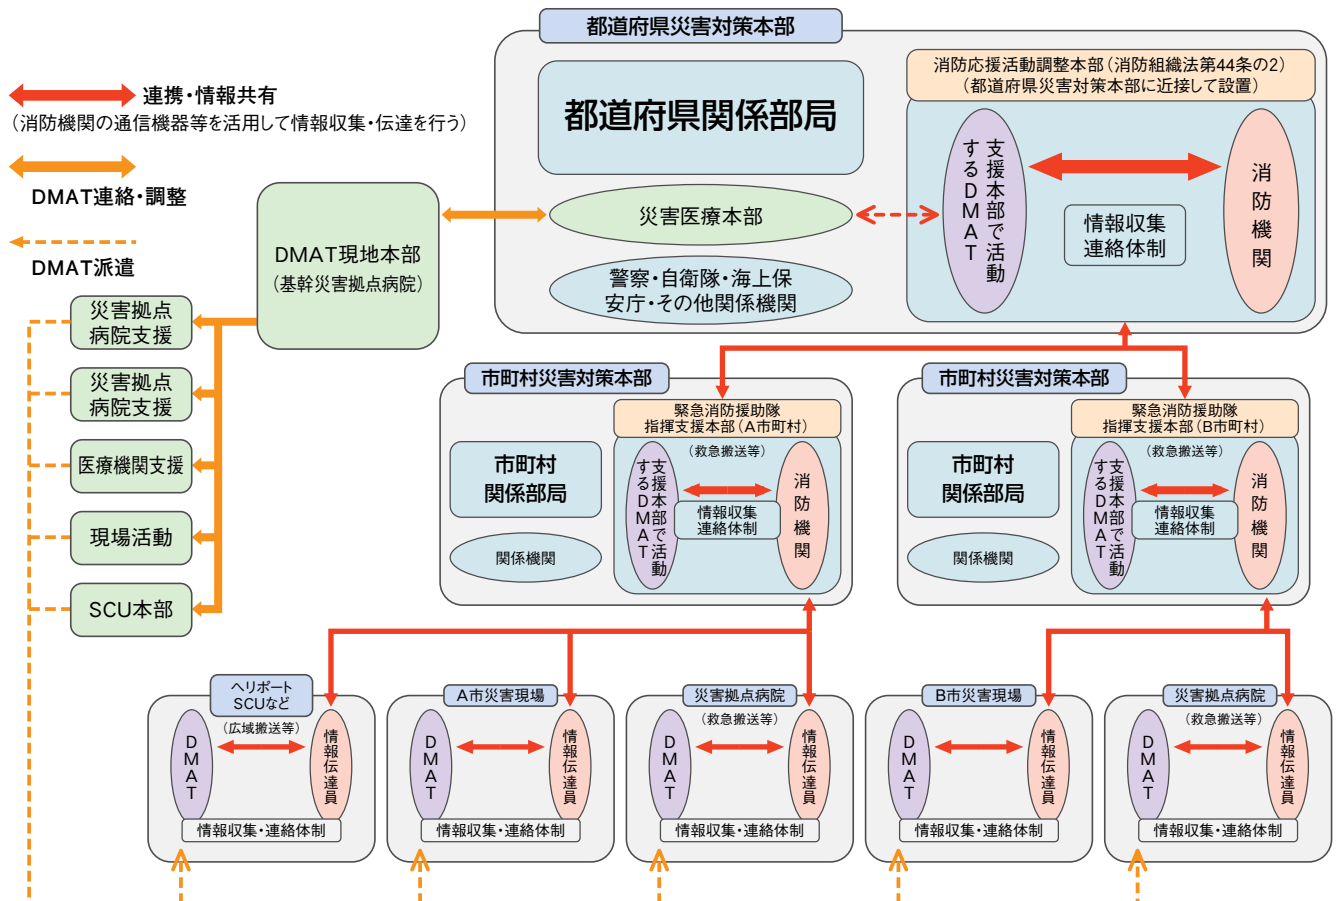 都道府県災害対策本部
連携・情報共有
(消防機関の通信機器等を活用して情報収集・伝達を行う)
DMAT連絡・調整
DMAT派遣
都道府県関係部局
消防応援活動調整本部(消防組織法第44条の2)
(都道府県災害対策本部に近接して設置)
支援本部で活動
するDMAT
消防機関
情報収集
連絡体制
災害医療本部
警察・自衛隊・海上保
安庁・その他関係機関
DMAT現地本部
(基幹災害拠点病院)
災害拠点
病院支援
災害拠点
病院支援
医療機関支援
現場活動
SCU本部
市町村災害対策本部
緊急消防援助隊
指揮支援本部(A市町村)
市町村
関係部局
関係機関
(救急搬送等)
支援本部で活動
するDMAT
消防機関
情報収集
連絡体制
市町村災害対策本部
緊急消防援助隊
指揮支援本部(B市町村)
市町村
関係部局
関係機関
(救急搬送等)
支援本部で活動
するDMAT
消防機関
情報収集
連絡体制
ヘリポート
SCUなど
(広域搬送等)
DMAT
情報伝達員
情報収集・連絡体制
A市災害現場
DMAT
情報伝達員
情報収集・連絡体制
災害拠点病院
(救急搬送等)
DMAT
情報伝達員
情報収集・連絡体制
B市災害現場
DMAT
情報伝達員
情報収集・連絡体制
災害拠点病院
(救急搬送等)
DMAT
情報伝達員
情報収集・連絡体制